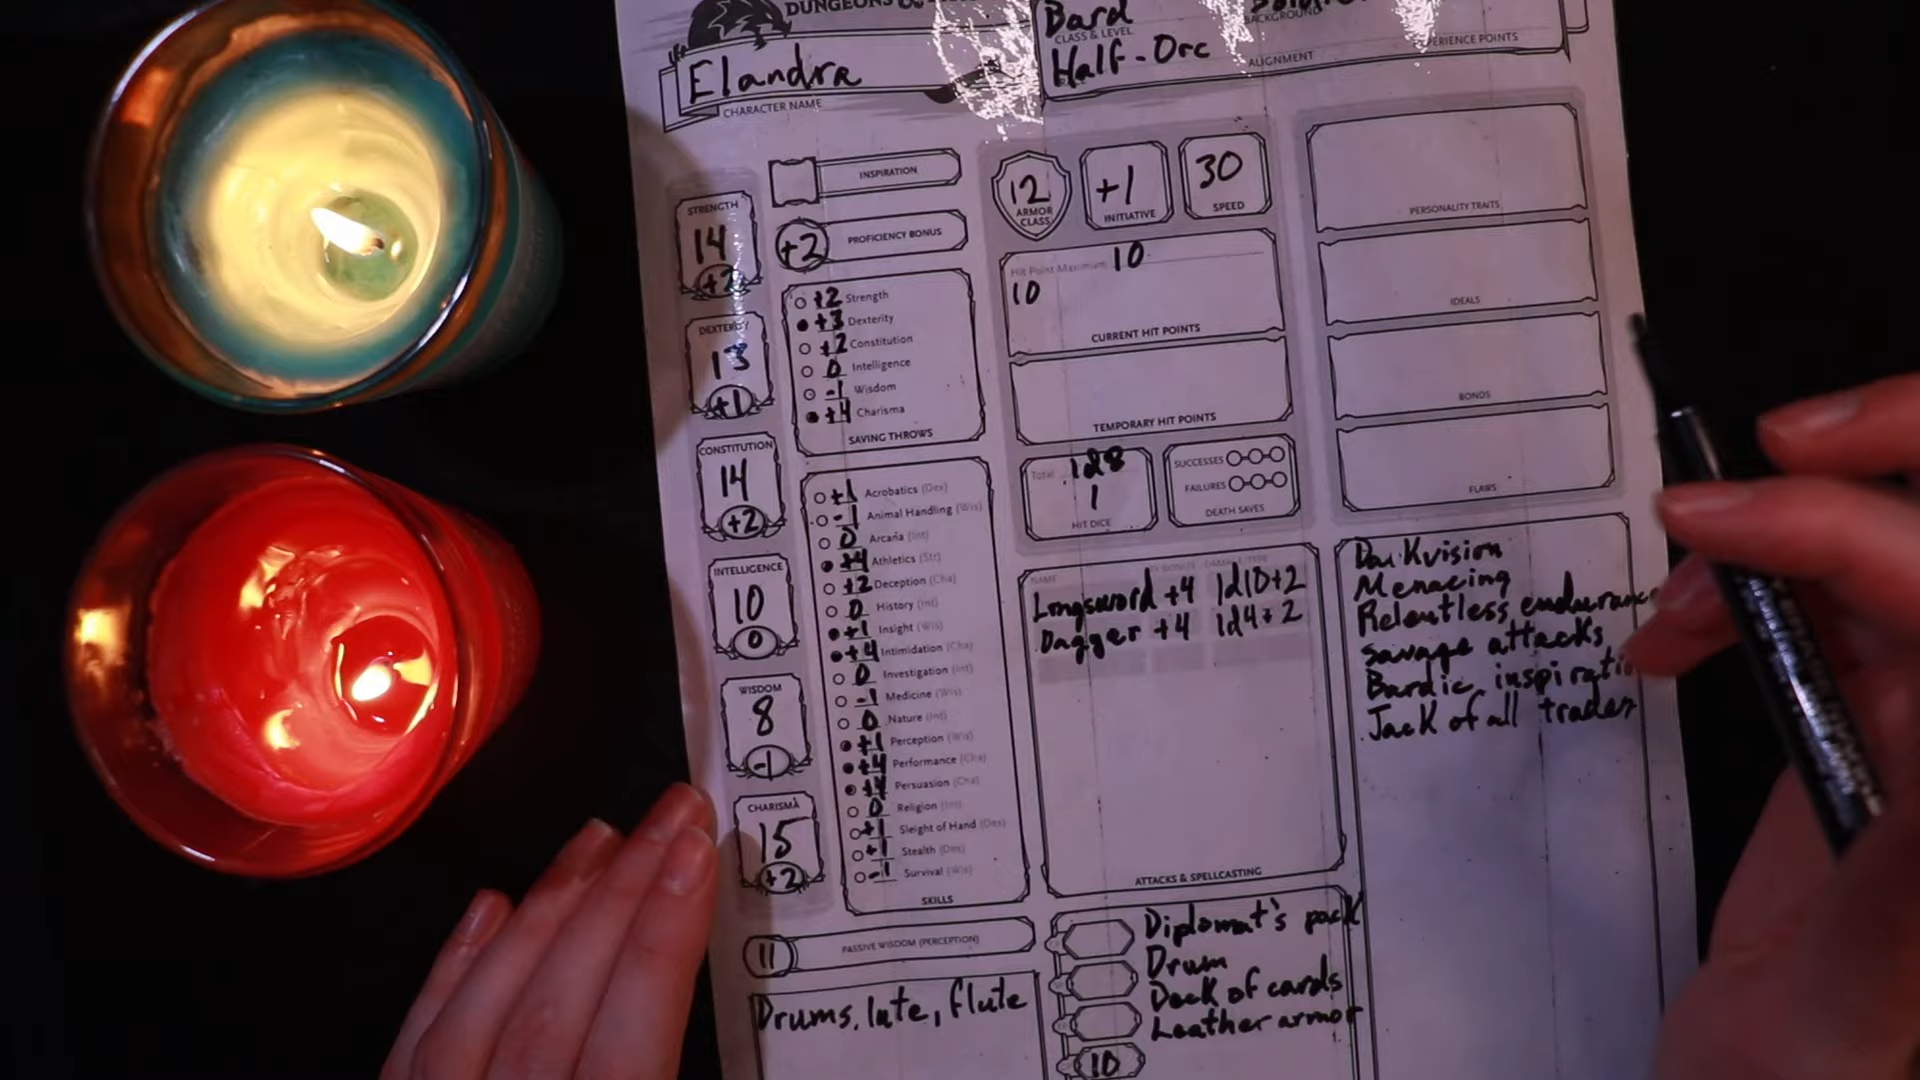 DUNGEONS &
Bard
CLASS & LEVEL
BACKGROUND
Half-Orc
ALIGNMENT
PERIENCE POINTS
Elandra
CHARACTER NAME
INSPIRATION
+2 PROFICIENCY BONUS
STRENGTH
14
+2
DEXTERITY
13
+1
CONSTITUTION
14
+2
INTELLIGENCE
10
0
WISDOM
8
-1
CHARISMA
15
+2
+2 Strength
+3 Dexterity
+2 Constitution
0 Intelligence
-1 Wisdom
+4 Charisma
SAVING THROWS
+1 Acrobatics (Dex)
-1 Animal Handling (Wis)
0 Arcana (Int)
+4 Athletics (Str)
+2 Deception (Cha)
0 History (Int)
+1 Insight (Wis)
+4 Intimidation (Cha)
0 Investigation (Int)
-1 Medicine (Wis)
0 Nature (Int)
+1 Perception (Wis)
+4 Performance (Cha)
+4 Persuasion (Cha)
0 Religion (Int)
+1 Sleight of Hand (Dex)
+1 Stealth (Dex)
-1 Survival (Wis)
SKILLS
11 PASSIVE WISDOM (PERCEPTION)
Drums, lute, flute
12
ARMOR
CLASS
+1
INITIATIVE
30
SPEED
Hit Point Maximum 10
10
CURRENT HIT POINTS
TEMPORARY HIT POINTS
Total 1d8
1
HIT DICE
SUCCESSES
FAILURES
DEATH SAVES
NAME DAMAGE/TYPE
Longsword +4 1d10+2
Dagger +4 1d4+2
ATTACKS & SPELLCASTING
Diplomat's pack
Drum
Deck of cards
Leather armor
10
PERSONALITY TRAITS
IDEALS
BONDS
FLAWS
Darkvision
Menacing
Relentless endurance
savage attacks
Bardic inspirati
Jack of all trades